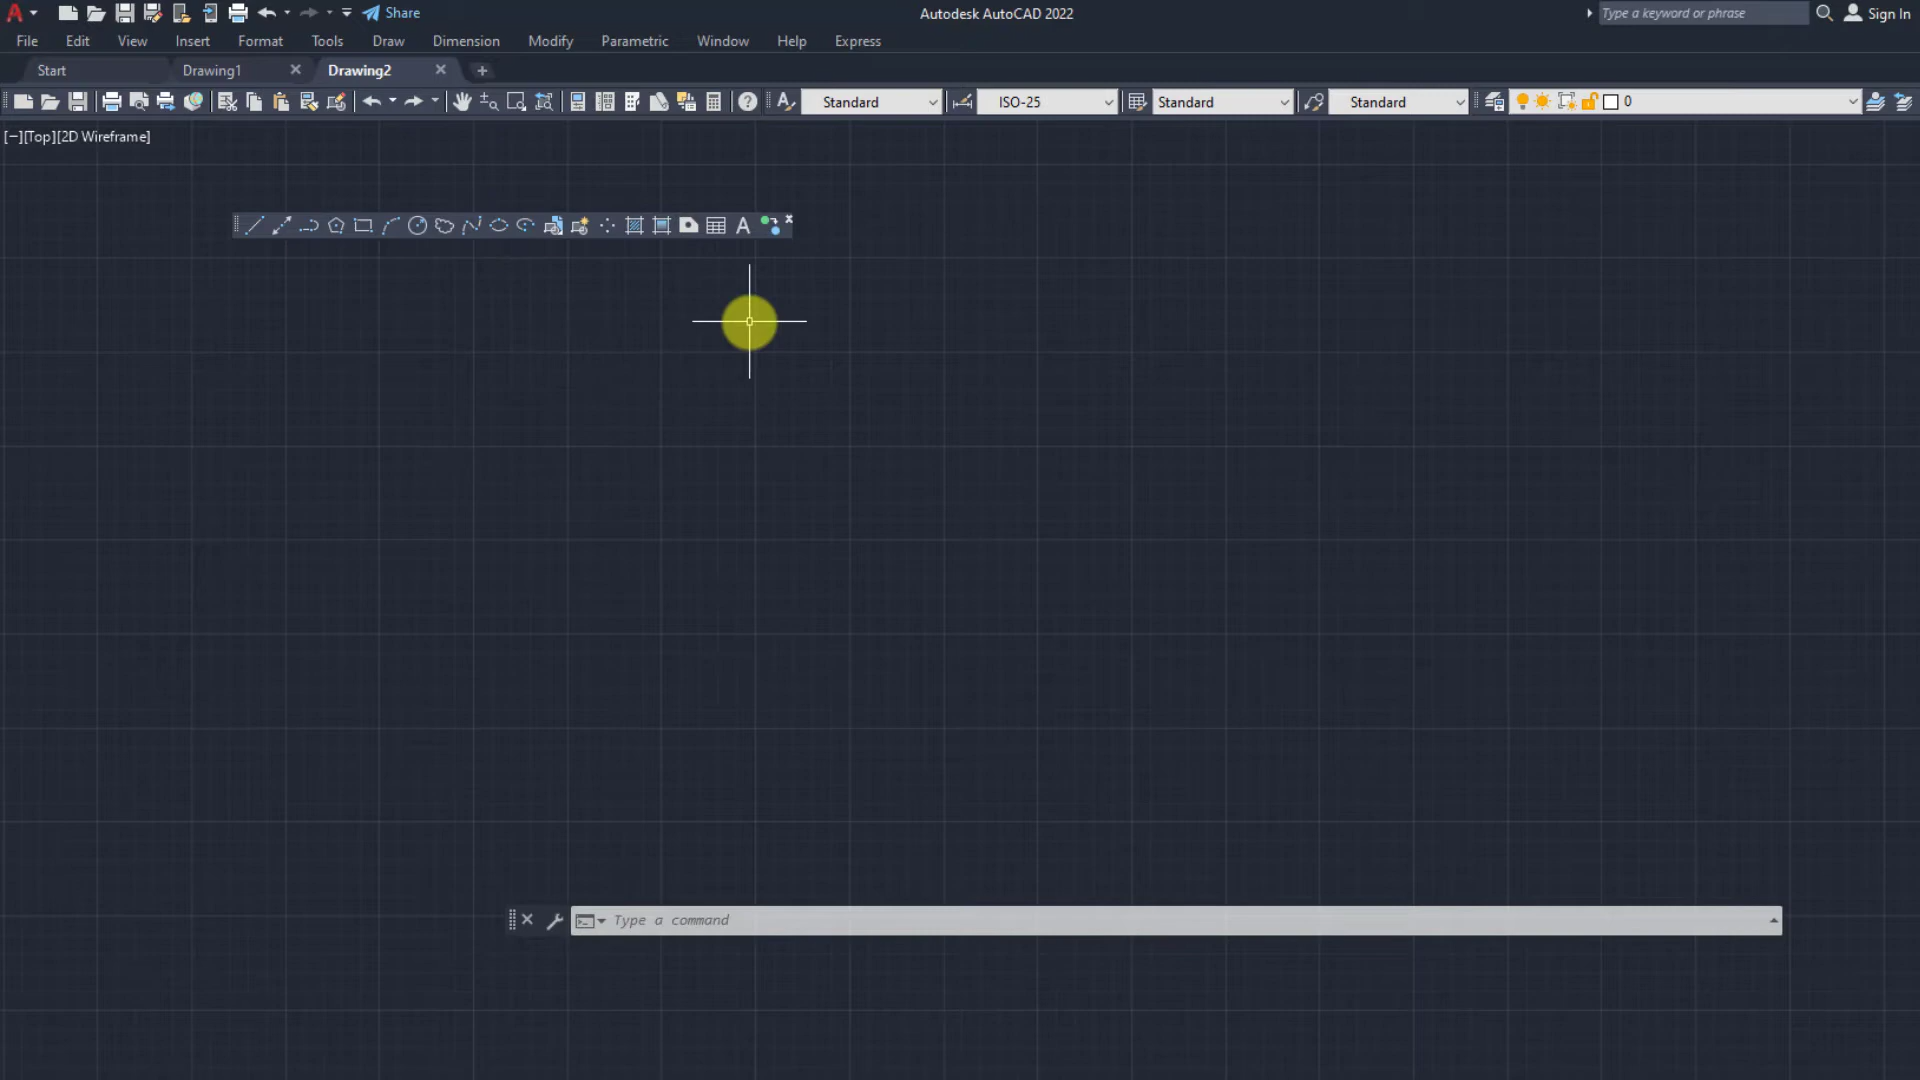 Share Autodesk AutoCAD 2022 Type a keyword or phrase Sign In
File Edit View Insert Format Tools Draw Dimension Modify Parametric Window Help Express
Start Drawing1 Drawing2
Standard ISO-25 Standard Standard 0
[−][Top][2D Wireframe]
Type a command